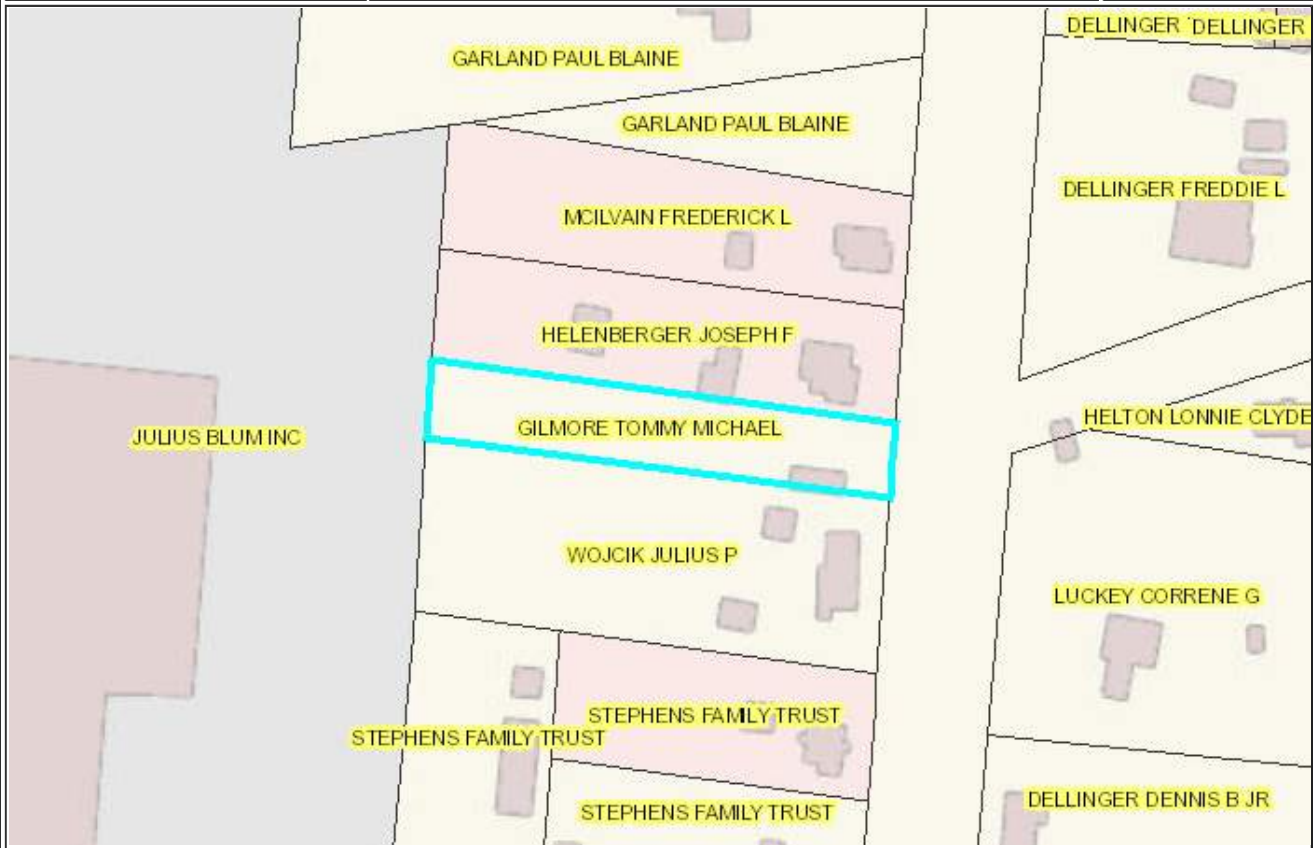 DELLINGER
DELLINGER
GARLAND PAUL BLAINE
GARLAND PAUL BLAINE
DELLINGER FREDDIE L
MCILVAIN FREDERICK L
HELENBERGER JOSEPH F
HELTON LONNIE CLYDE
GILMORE TOMMY MICHAEL
JULIUS BLUM INC
WOJCIK JULIUS P
LUCKEY CORRENE G
STEPHENS FAMILY TRUST
STEPHENS FAMILY TRUST
DELLINGER DENNIS B JR
STEPHENS FAMILY TRUST